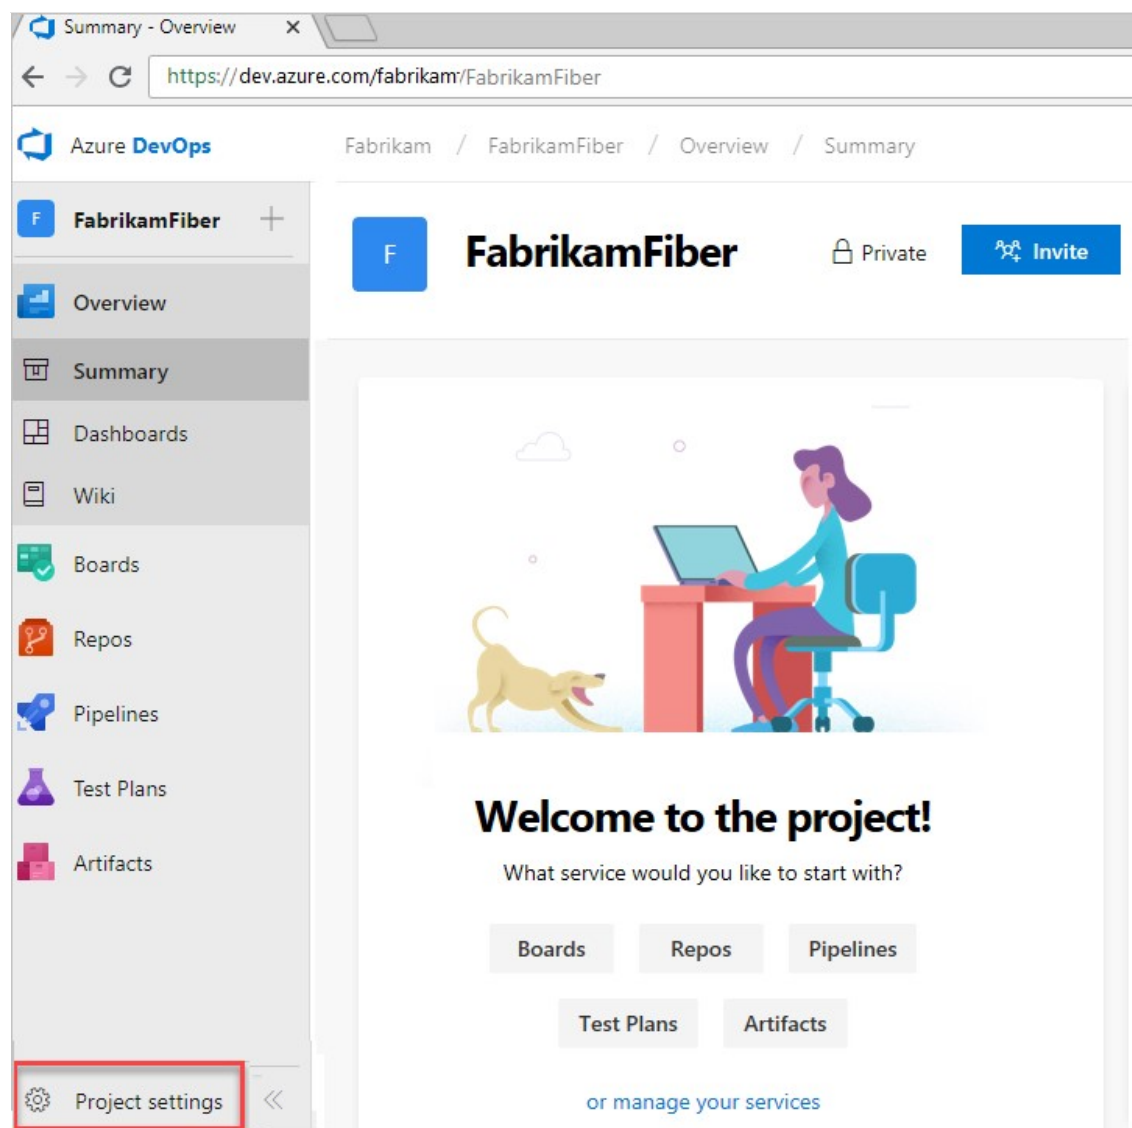 Summary - Overview
https://dev.azure.com/fabrikam/FabrikamFiber
Azure DevOps
Fabrikam / FabrikamFiber / Overview / Summary
F FabrikamFiber
F FabrikamFiber Private Invite
Overview
Summary
Dashboards
Wiki
Boards
Repos
Pipelines
Test Plans
Artifacts
Welcome to the project!
What service would you like to start with?
Boards Repos Pipelines
Test Plans Artifacts
Project settings
or manage your services